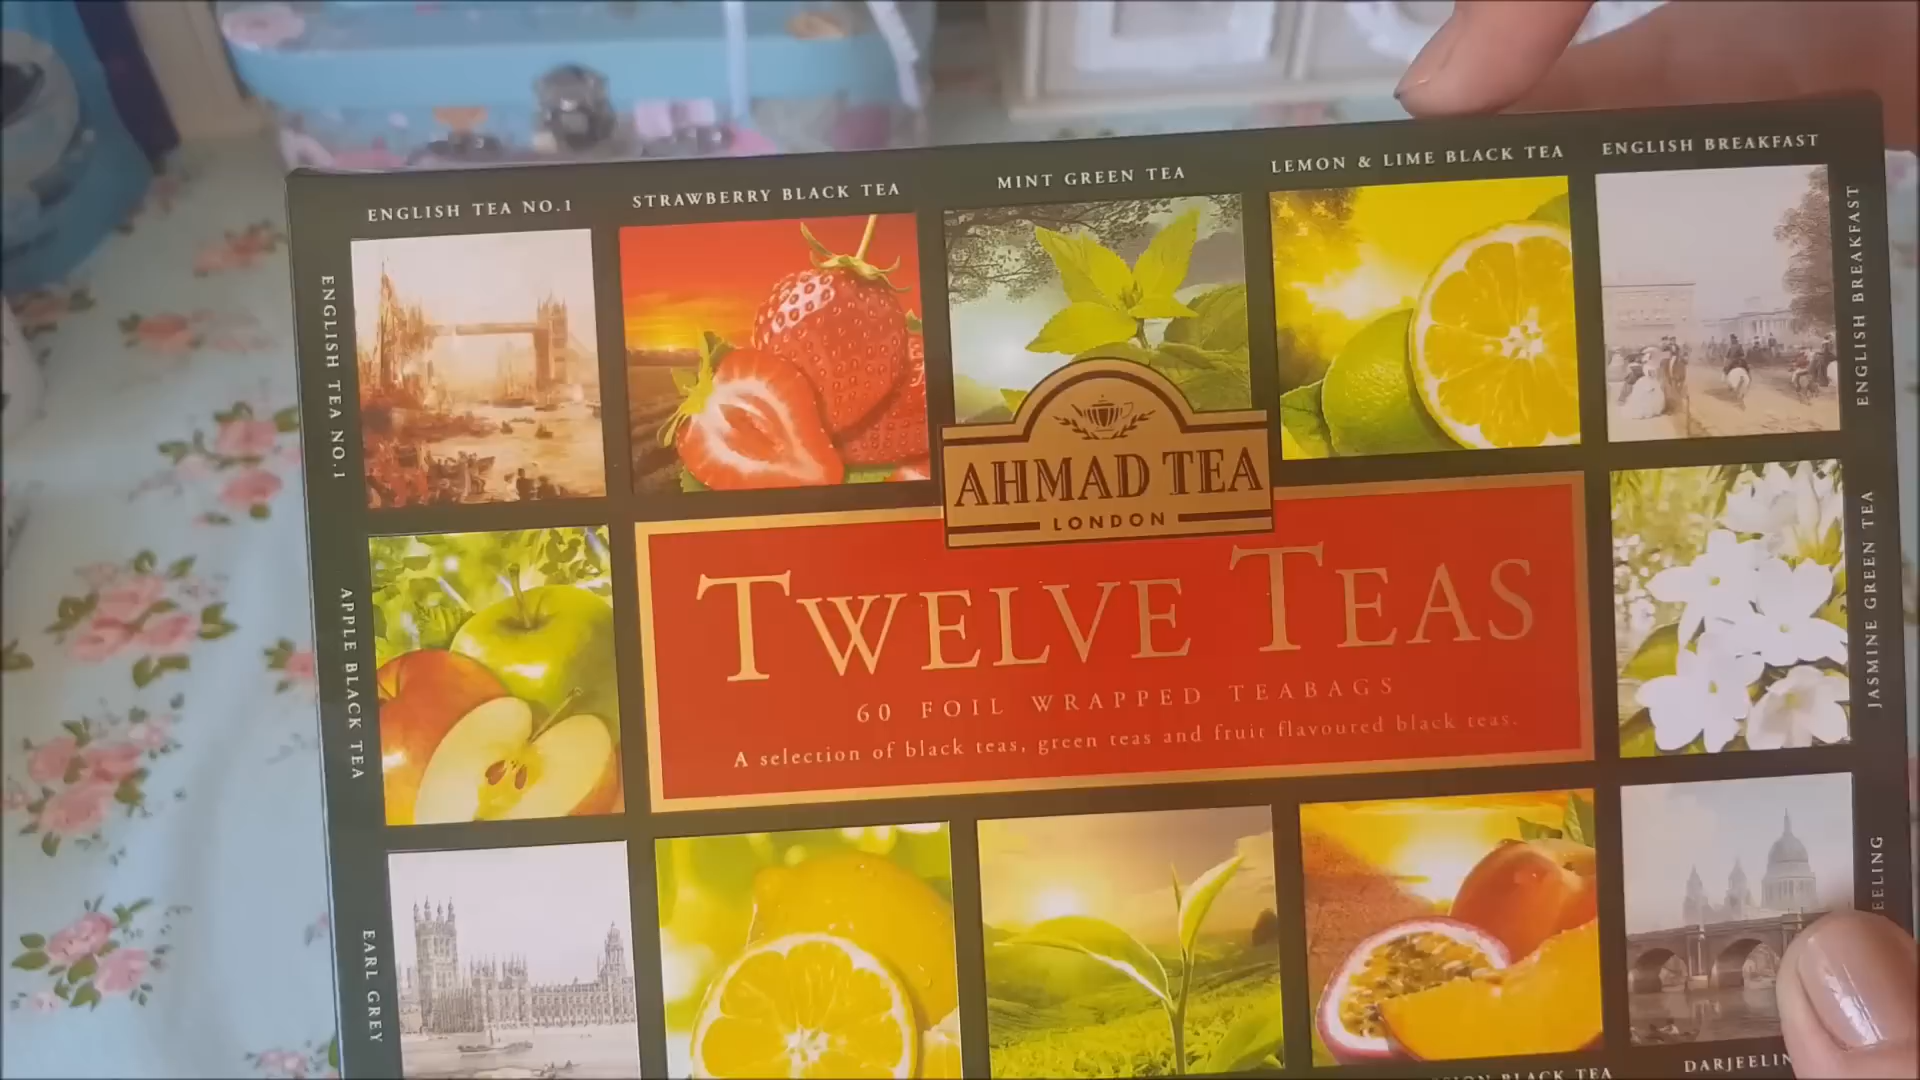 ENGLISH TEA NO.1
STRAWBERRY BLACK TEA
MINT GREEN TEA
LEMON & LIME BLACK TEA
ENGLISH BREAKFAST
ENGLISH TEA NO.1
ENGLISH BREAKFAST
AHMAD TEA
LONDON
TWELVE TEAS
60 FOIL WRAPPED TEABAGS
A selection of black teas, green teas and fruit flavoured black teas.
APPLE BLACK TEA
JASMINE GREEN TEA
EARL GREY
BLACK TEA